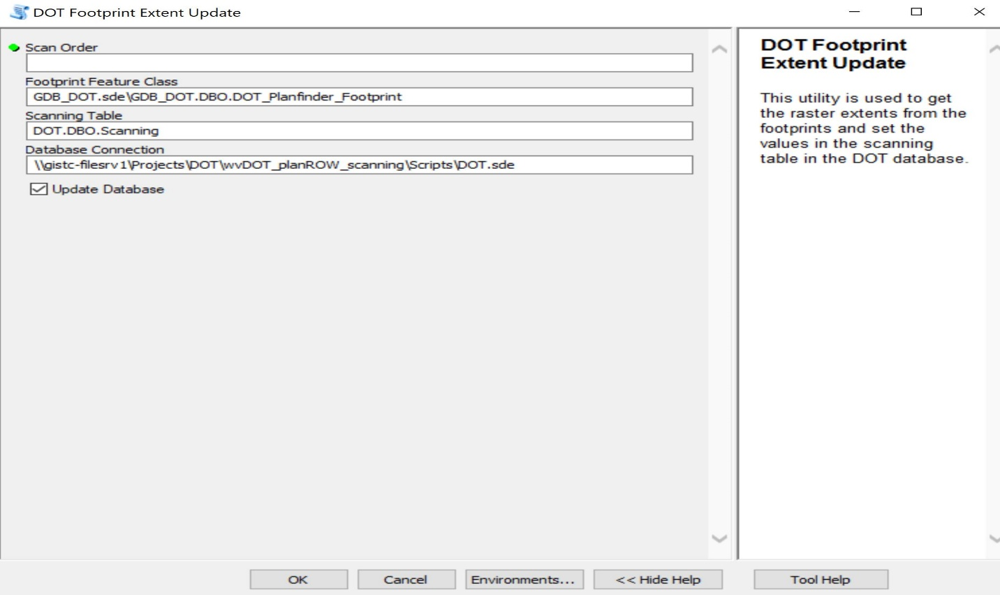 DOT Footprint Extent Update
Scan Order
Footprint Feature Class
GDB_DOT.sde\GDB_DOT.DBO.DOT_Planfinder_Footprint
Scanning Table
DOT.DBO.Scanning
Database Connection
\\gistc-filesrv1\Projects\DOT\wvDOT_planROW_scanning\Scripts\DOT.sde
Update Database
DOT Footprint
Extent Update
This utility is used to get
the raster extents from the
footprints and set the
values in the scanning
table in the DOT database.
OK
Cancel
Environments...
<< Hide Help
Tool Help